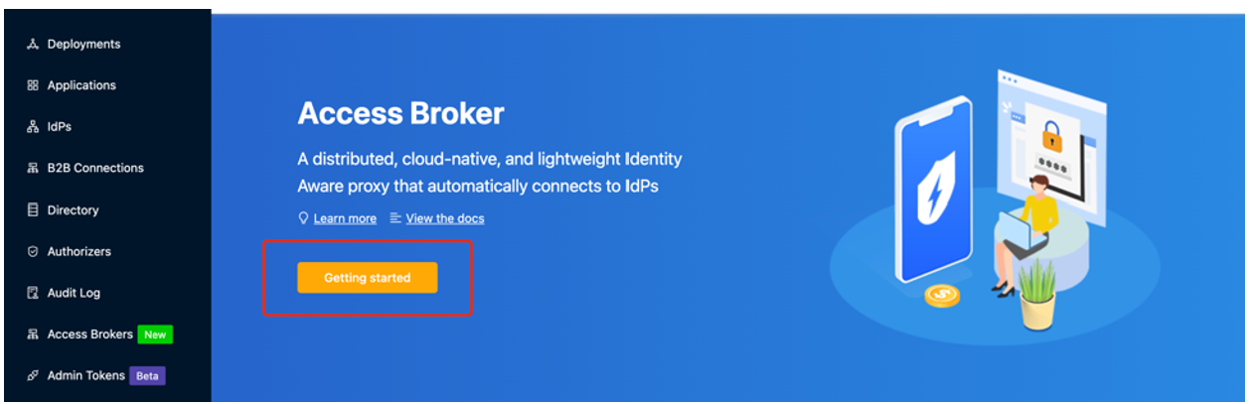 Deployments
Applications
IdPs
B2B Connections
Directory
Authorizers
Audit Log
Access Brokers New
Admin Tokens Beta
Access Broker
A distributed, cloud-native, and lightweight Identity
Aware proxy that automatically connects to IdPs
Learn more View the docs
Getting started